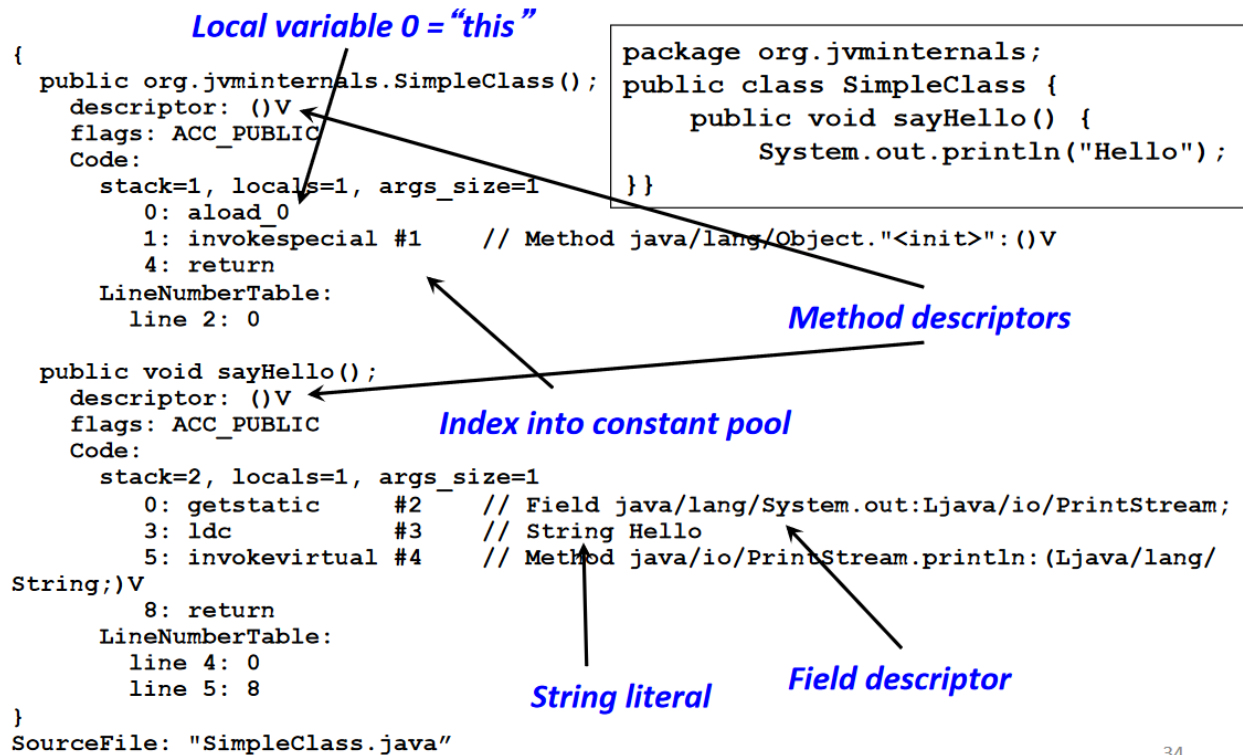 Local variable 0 = “this”
{
  public org.jvminternals.SimpleClass();
    descriptor: ()V
    flags: ACC_PUBLIC
    Code:
      stack=1, locals=1, args_size=1
         0: aload_0
         1: invokespecial #1    // Method java/lang/Object."<init>":()V
         4: return
      LineNumberTable:
        line 2: 0
package org.jvminternals;
public class SimpleClass {
    public void sayHello() {
        System.out.println("Hello");
}}
Method descriptors
  public void sayHello();
    descriptor: ()V
    flags: ACC_PUBLIC
Index into constant pool
    Code:
      stack=2, locals=1, args_size=1
         0: getstatic     #2    // Field java/lang/System.out:Ljava/io/PrintStream;
         3: ldc           #3    // String Hello
         5: invokevirtual #4    // Method java/io/PrintStream.println:(Ljava/lang/
String;)V
         8: return
      LineNumberTable:
        line 4: 0
        line 5: 8
String literal
Field descriptor
}
SourceFile: "SimpleClass.java”
34